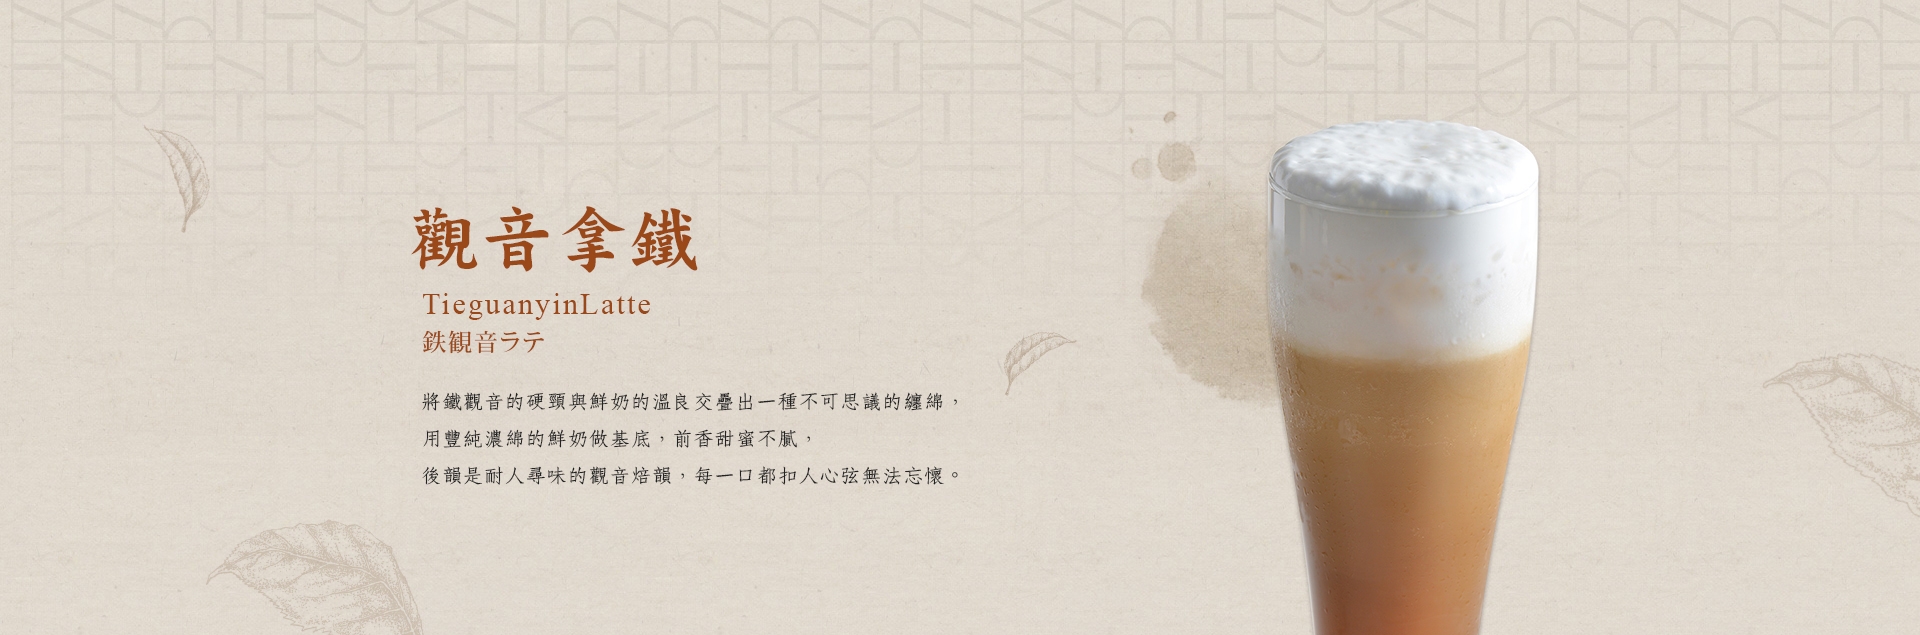 觀音拿鐵
TieguanyinLatte
鉄観音ラテ
將鐵觀音的硬頸與鮮奶的溫良交疊出一種不可思議的纏綿，
用豐純濃綿的鮮奶做基底，前香甜蜜不膩，
後韻是耐人尋味的觀音焙韻，每一口都扣人心弦無法忘懷。